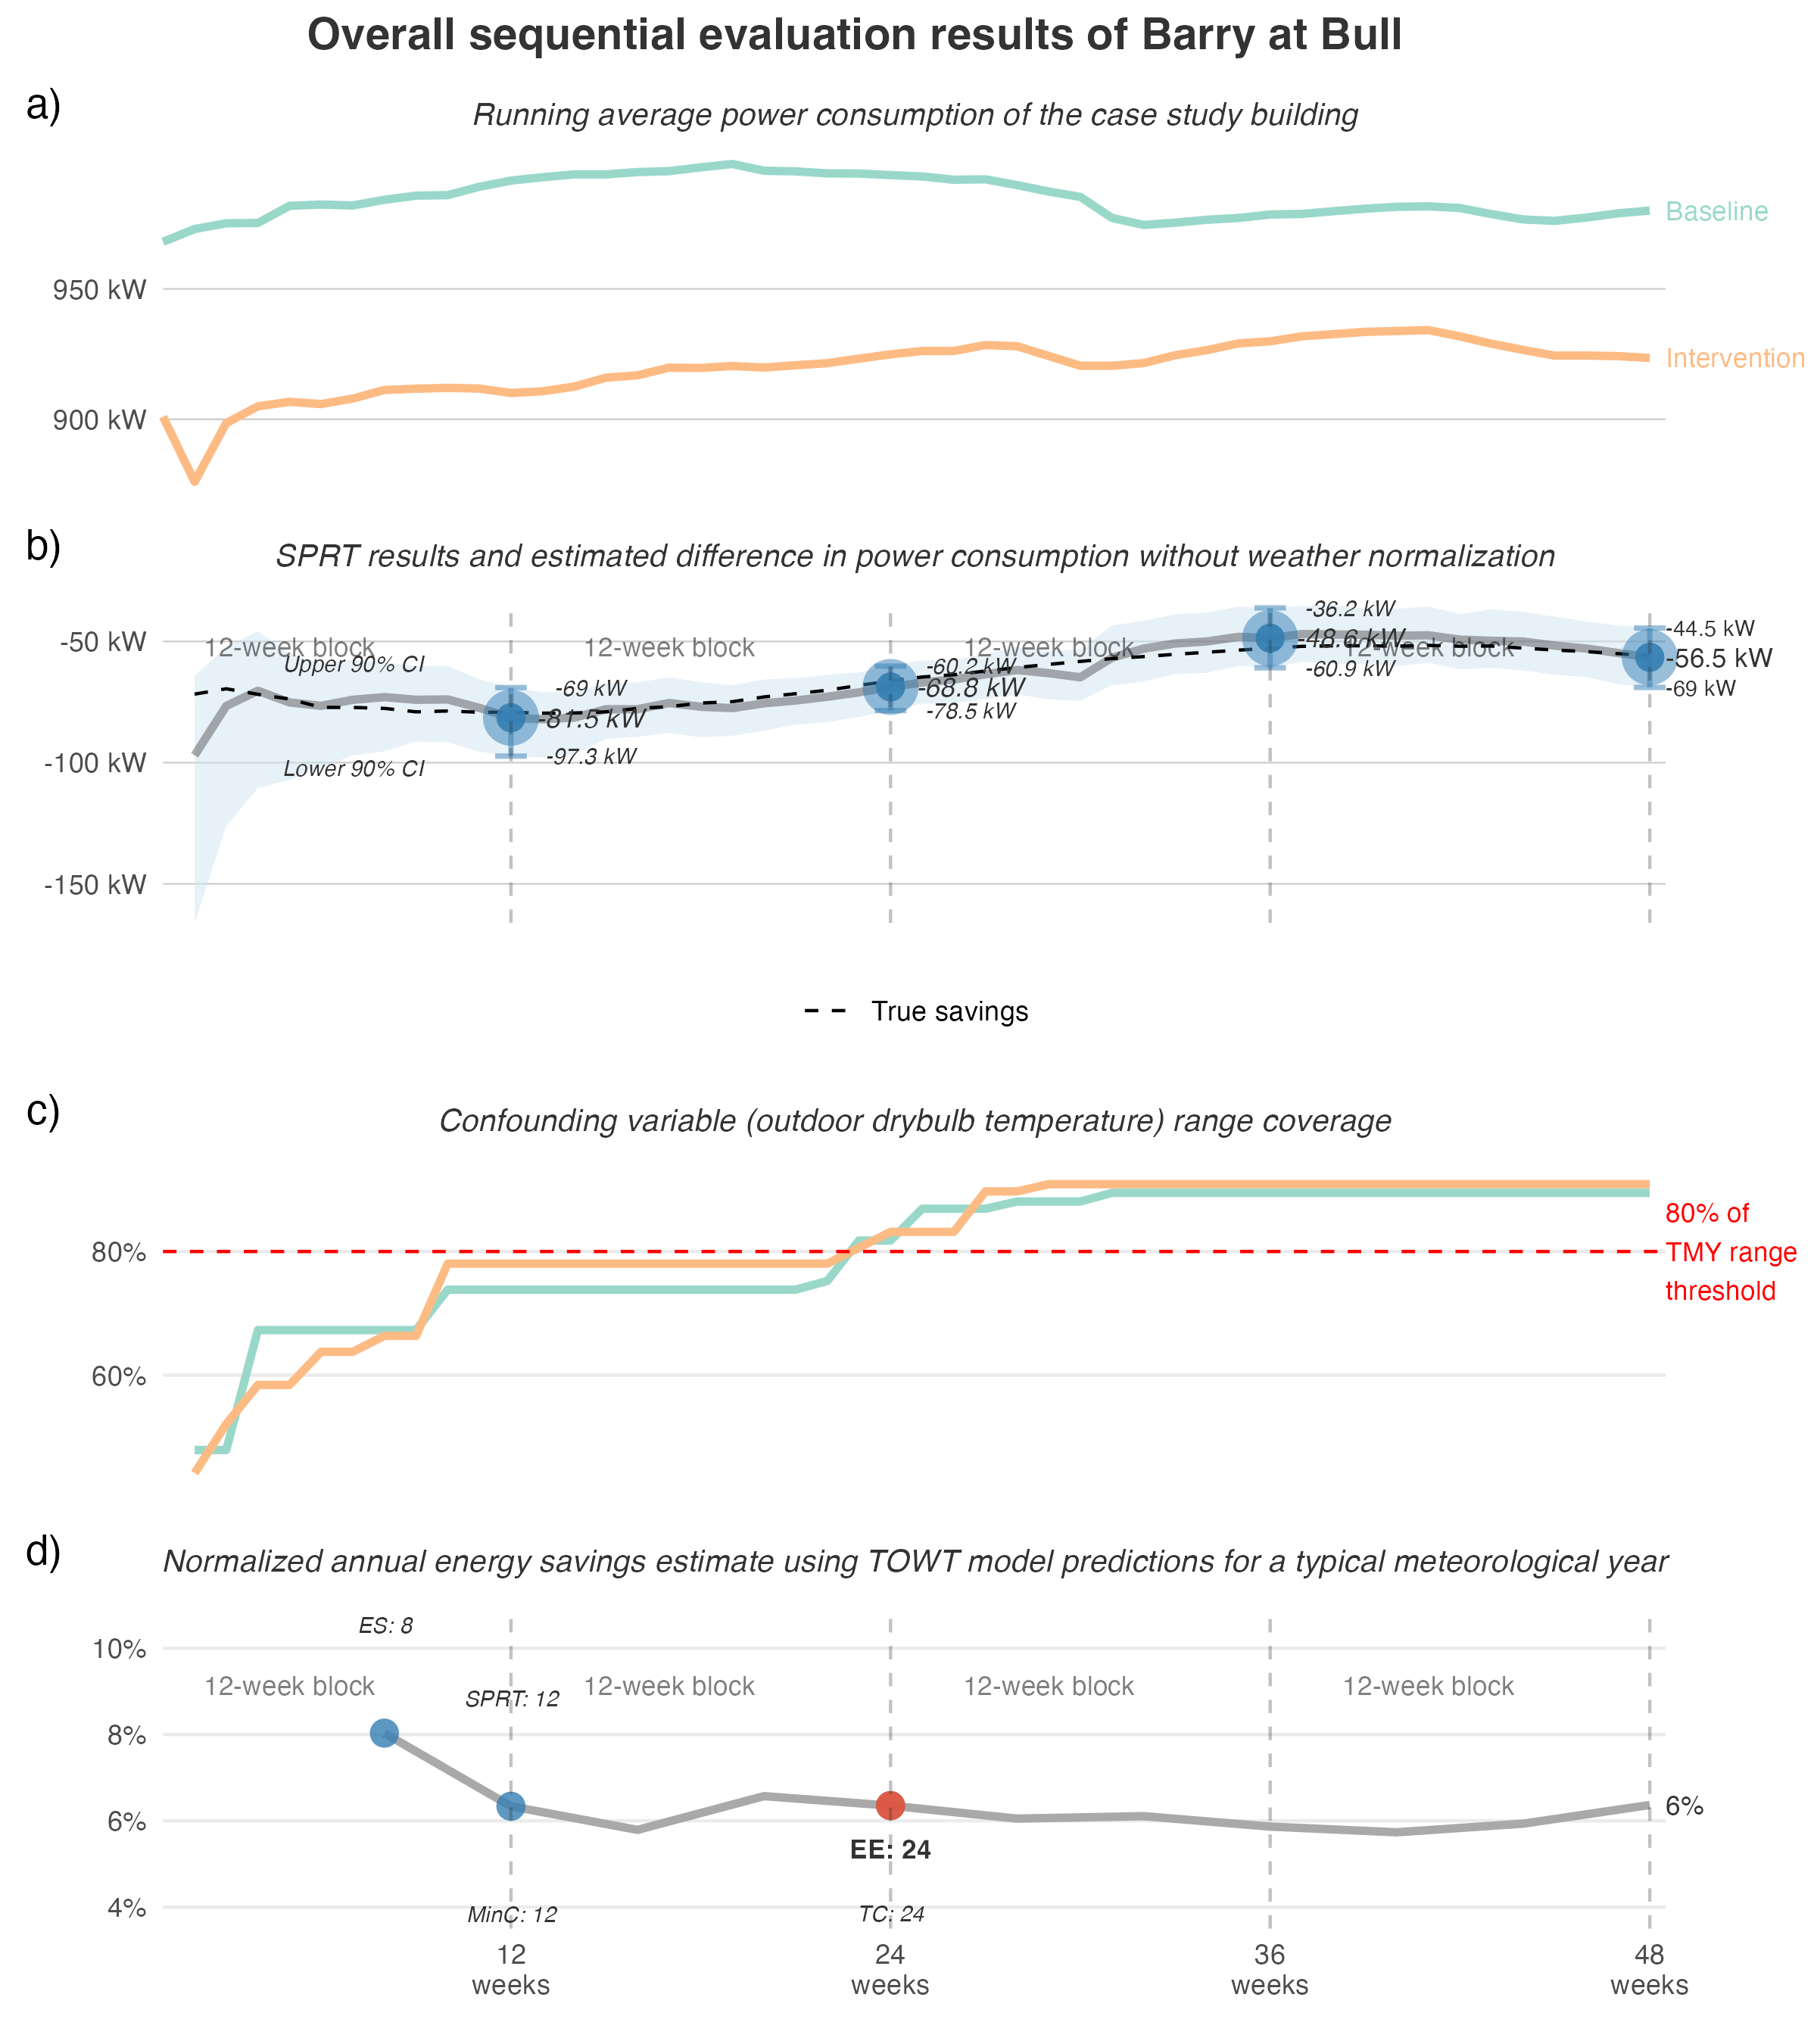 Overall sequential evaluation results of Barry at Bull
a)
Running average power consumption of the case study building
Baseline
950 kW
Intervention
900 kW
b)
SPRT results and estimated difference in power consumption without weather normalization
-50 kW
12-week block
12-week block
12-week block
12-week block
Upper 90% CI
Lower 90% CI
-69 kW
-81.5 kW
-97.3 kW
-60.2 kW
-68.8 kW
-78.5 kW
-36.2 kW
-48.6 kW
-60.9 kW
-44.5 kW
-56.5 kW
-69 kW
-100 kW
-150 kW
True savings
c)
Confounding variable (outdoor drybulb temperature) range coverage
80%
60%
80% of
TMY range
threshold
d)
Normalized annual energy savings estimate using TOWT model predictions for a typical meteorological year
ES: 8
10%
12-week block
12-week block
12-week block
12-week block
SPRT: 12
8%
6%
6%
EE: 24
4%
MinC: 12
TC: 24
12
weeks
24
weeks
36
weeks
48
weeks